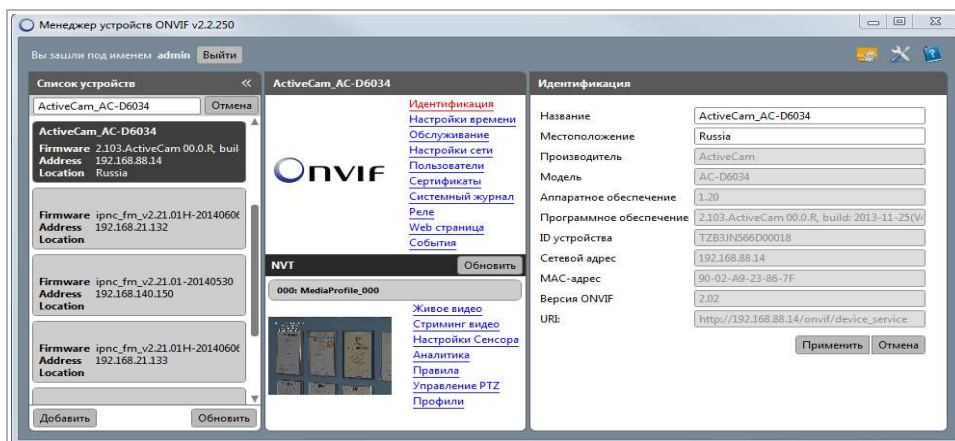 Менеджер устройств ONVIF v2.2.250
Вы зашли под именем admin Выйти
Список устройств «
ActiveCam_AC-D6034 Отмена
ActiveCam_AC-D6034
Firmware 2.103.ActiveCam 00.0.R, buil
Address 192.168.88.14
Location Russia
Firmware ipnc_fm_v2.21.01H-2014060
Address 192.168.21.132
Location
Firmware ipnc_fm_v2.21.01-20140530
Address 192.168.140.150
Location
Firmware ipnc_fm_v2.21.01H-2014060
Address 192.168.21.133
Location
Добавить Обновить
ActiveCam_AC-D6034
ONVIF
Идентификация
Настройки времени
Обслуживание
Настройки сети
Пользователи
Сертификаты
Системный журнал
Реле
Web страница
События
NVT Обновить
000: MediaProfile_000
Живое видео
Стриминг видео
Настройки Сенсора
Аналитика
Правила
Управление PTZ
Профили
Идентификация
Название ActiveCam_AC-D6034
Местоположение Russia
Производитель ActiveCam
Модель AC-D6034
Аппаратное обеспечение 1.20
Программное обеспечение 2.103.ActiveCam 00.0.R, build: 2013-11-25(V
ID устройства TZB3JN566D00018
Сетевой адрес 192.168.88.14
MAC-адрес 90-02-A9-23-86-7F
Версия ONVIF 2.02
URI: http://192.168.88.14/onvif/device_service
Применить Отмена